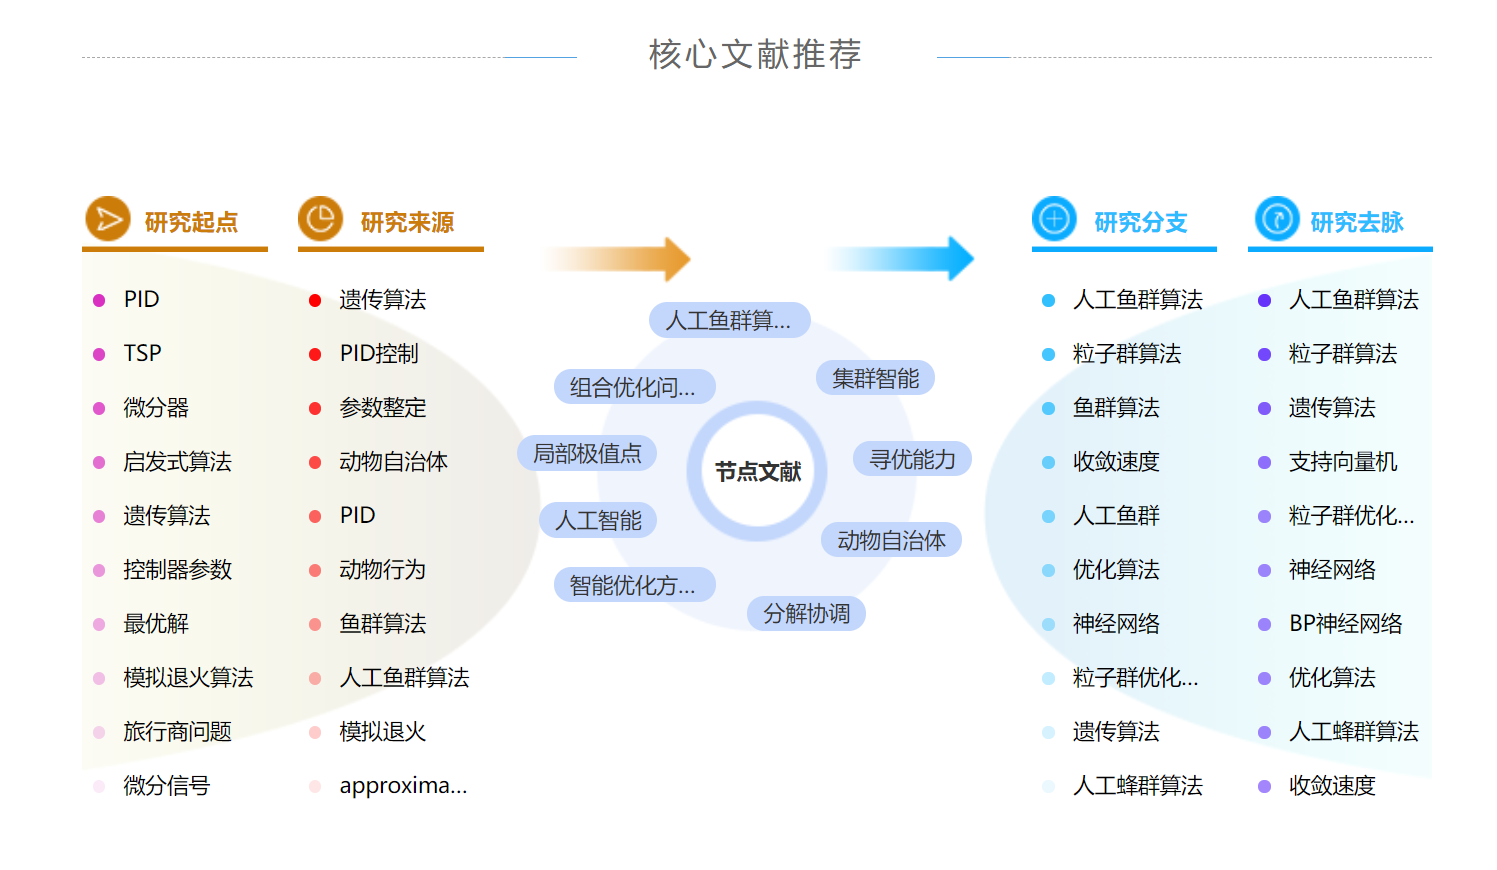 核心文献推荐
研究起点
PID
TSP
微分器
启发式算法
遗传算法
控制器参数
最优解
模拟退火算法
旅行商问题
微分信号
研究来源
遗传算法
PID控制
参数整定
动物自治体
PID
动物行为
鱼群算法
人工鱼群算法
模拟退火
approxima...
人工鱼群算...
组合优化问...
集群智能
局部极值点
节点文献
寻优能力
人工智能
动物自治体
智能优化方...
分解协调
研究分支
人工鱼群算法
粒子群算法
鱼群算法
收敛速度
人工鱼群
优化算法
神经网络
粒子群优化...
遗传算法
人工蜂群算法
研究去脉
人工鱼群算法
粒子群算法
遗传算法
支持向量机
粒子群优化...
神经网络
BP神经网络
优化算法
人工蜂群算法
收敛速度